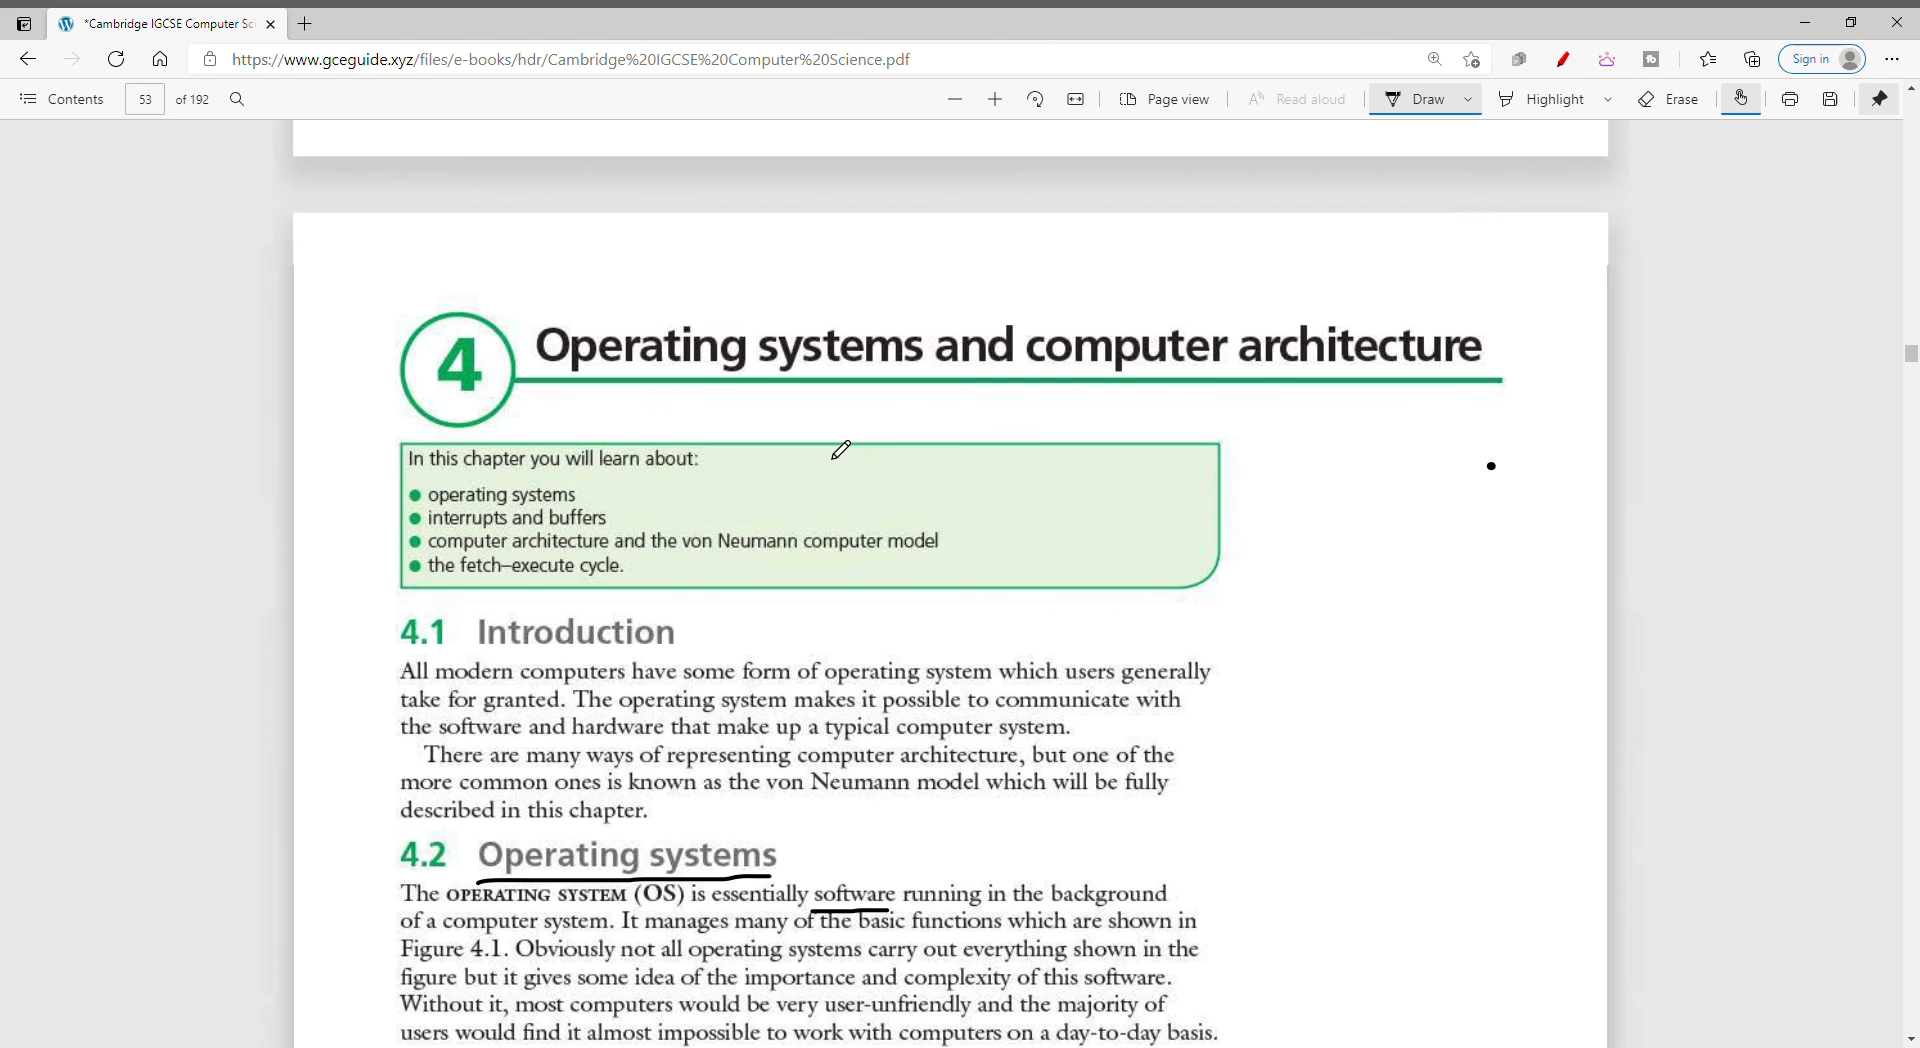 *Cambridge IGCSE Computer Sci
https://www.gceguide.xyz/files/e-books/hdr/Cambridge%20IGCSE%20Computer%20Science.pdf
Sign in
Contents 53 of 192 Page view Read aloud Draw Highlight Erase
4 Operating systems and computer architecture
In this chapter you will learn about:
● operating systems
● interrupts and buffers
● computer architecture and the von Neumann computer model
● the fetch–execute cycle.
4.1 Introduction
All modern computers have some form of operating system which users generally
take for granted. The operating system makes it possible to communicate with
the software and hardware that make up a typical computer system.
There are many ways of representing computer architecture, but one of the
more common ones is known as the von Neumann model which will be fully
described in this chapter.
4.2 Operating systems
The OPERATING SYSTEM (OS) is essentially software running in the background
of a computer system. It manages many of the basic functions which are shown in
Figure 4.1. Obviously not all operating systems carry out everything shown in the
figure but it gives some idea of the importance and complexity of this software.
Without it, most computers would be very user-unfriendly and the majority of
users would find it almost impossible to work with computers on a day-to-day basis.